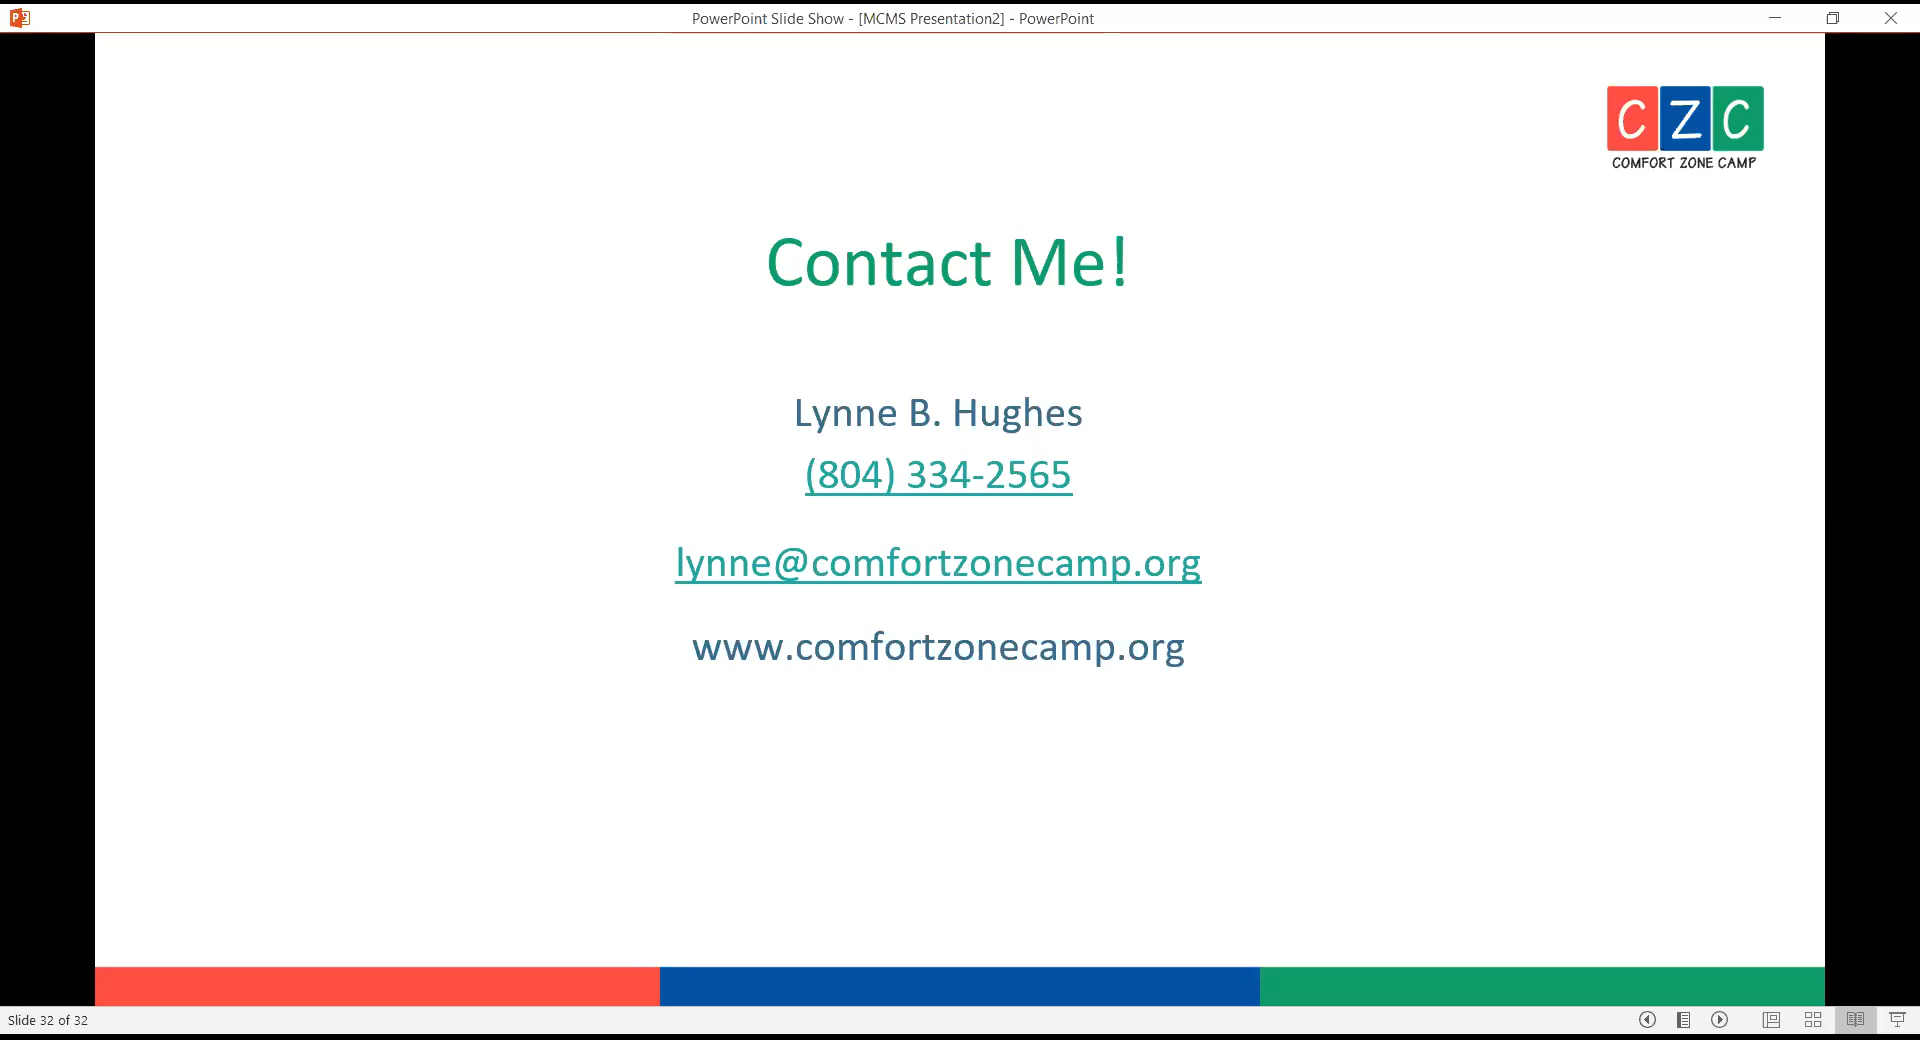 PowerPoint Slide Show - [MCMS Presentation2] - PowerPoint
CZC
COMFORT ZONE CAMP
Contact Me!
Lynne B. Hughes
(804) 334-2565
lynne@comfortzonecamp.org
www.comfortzonecamp.org
Slide 32 of 32